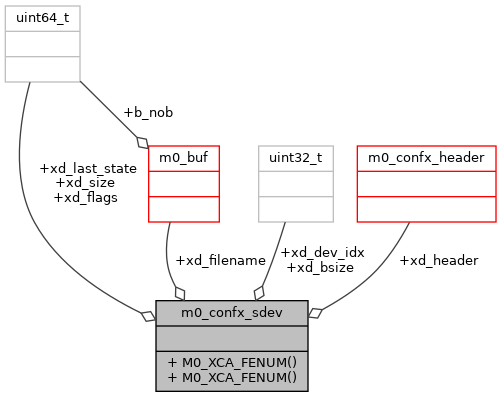 uint64_t
+b_nob
m0_buf
uint32_t
m0_confx_header
+xd_last_state
+xd_size
+xd_flags
+xd_filename
+xd_dev_idx
+xd_bsize
+xd_header
m0_confx_sdev
+ M0_XCA_FENUM()
+ M0_XCA_FENUM()